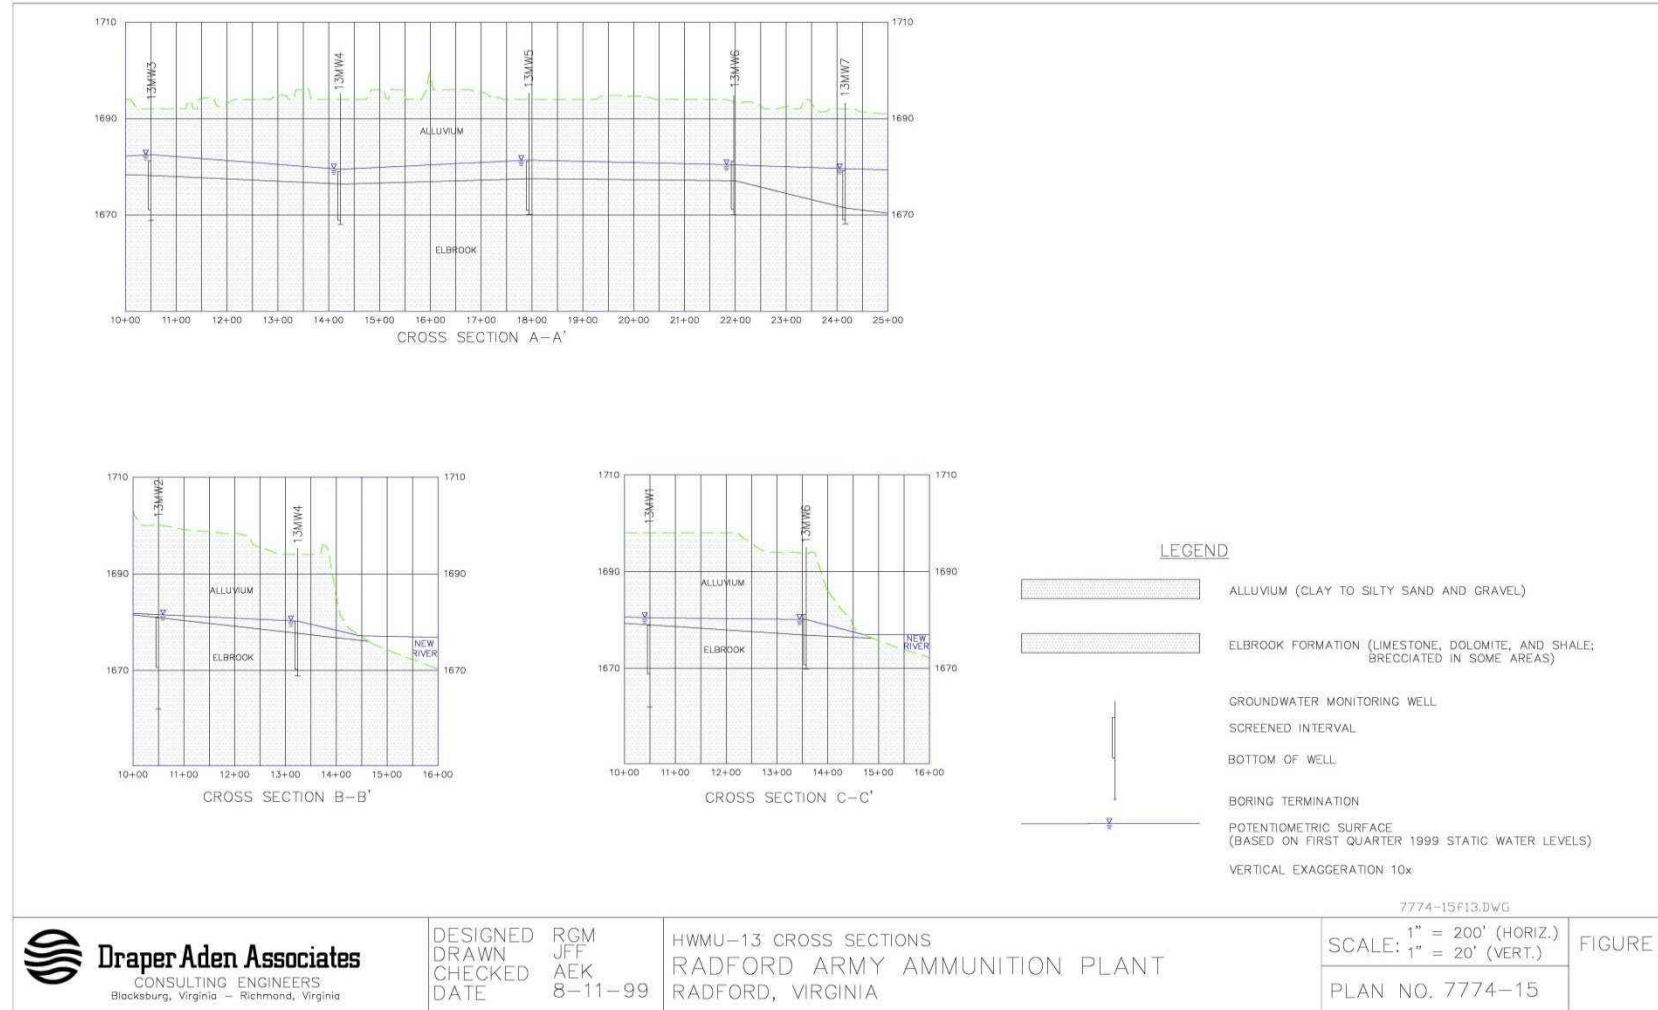 1710
1710
13MW3
13MW4
13MW5
13MW6
13MW7
1690
1690
ALLUVIUM
1670
1670
ELBROOK
10+00 11+00 12+00 13+00 14+00 15+00 16+00 17+00 18+00 19+00 20+00 21+00 22+00 23+00 24+00 25+00
CROSS SECTION A-A'
1710
1710
13MW2
13MW4
1690
1690
ALLUVIUM
ELBROOK
NEW
RIVER
1670
1670
10+00 11+00 12+00 13+00 14+00 15+00 16+00
CROSS SECTION B-B'
1710
1710
13MW1
13MW6
1690
1690
ALLUVIUM
ELBROOK
NEW
RIVER
1670
1670
10+00 11+00 12+00 13+00 14+00 15+00 16+00
CROSS SECTION C-C'
LEGEND
ALLUVIUM (CLAY TO SILTY SAND AND GRAVEL)
ELBROOK FORMATION (LIMESTONE, DOLOMITE, AND SHALE;
BRECCIATED IN SOME AREAS)
GROUNDWATER MONITORING WELL
SCREENED INTERVAL
BOTTOM OF WELL
BORING TERMINATION
POTENTIOMETRIC SURFACE
(BASED ON FIRST QUARTER 1999 STATIC WATER LEVELS)
VERTICAL EXAGGERATION 10x
7774-15F13.DWG
Draper Aden Associates
CONSULTING ENGINEERS
Blacksburg, Virginia - Richmond, Virginia
DESIGNED RGM
DRAWN JFF
CHECKED AEK
DATE 8-11-99
HWMU-13 CROSS SECTIONS
RADFORD ARMY AMMUNITION PLANT
RADFORD, VIRGINIA
SCALE: 1" = 200' (HORIZ.)
1" = 20' (VERT.)
PLAN NO. 7774-15
FIGURE